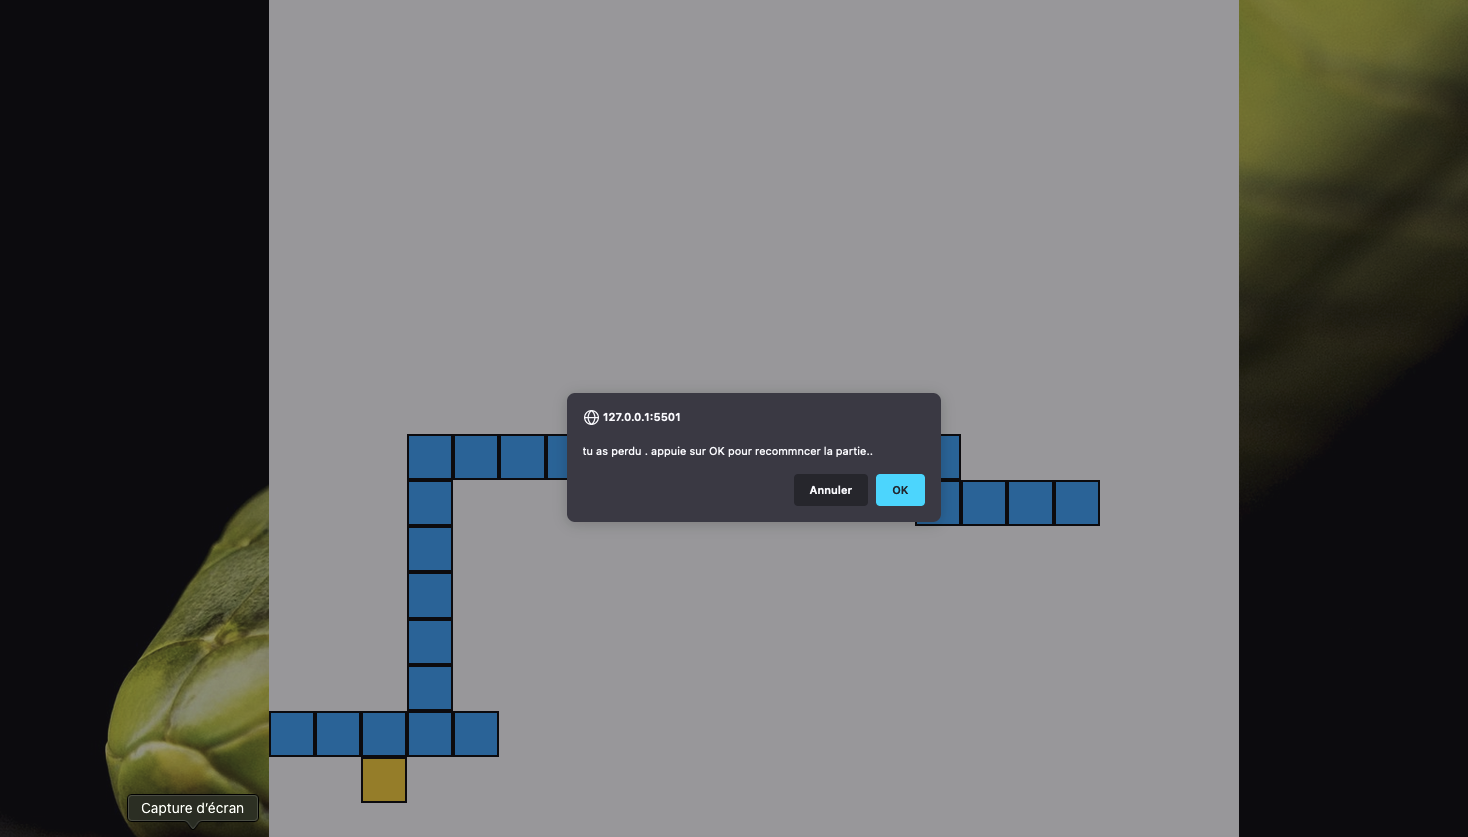 127.0.0.1:5501
tu as perdu . appuie sur OK pour recommncer la partie..
Annuler
OK
Capture d'écran